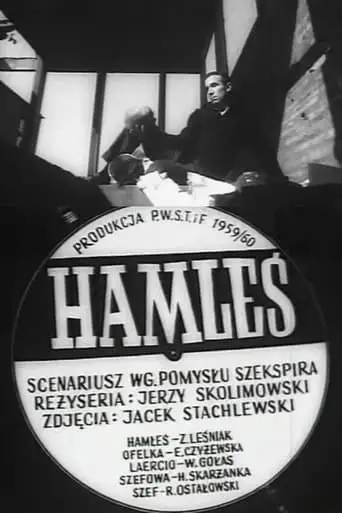 PRODUKCJA P.W.S.T.iF 1959/60
HAMLEŚ
SCENARIUSZ WG. POMYSŁU SZEKSPIRA
REŻYSERIA: JERZY SKOLIMOWSKI
ZDJĘCIA: JACEK STACHLEWSKI
HAMLEŚ-Z.LEŚNIAK
OFELKA-E.CZYŻEWSKA
LAERCIO-W.GOŁAS
SZEFOWA-H.SKARŻANKA
SZEF-R.OSTAŁOWSKI